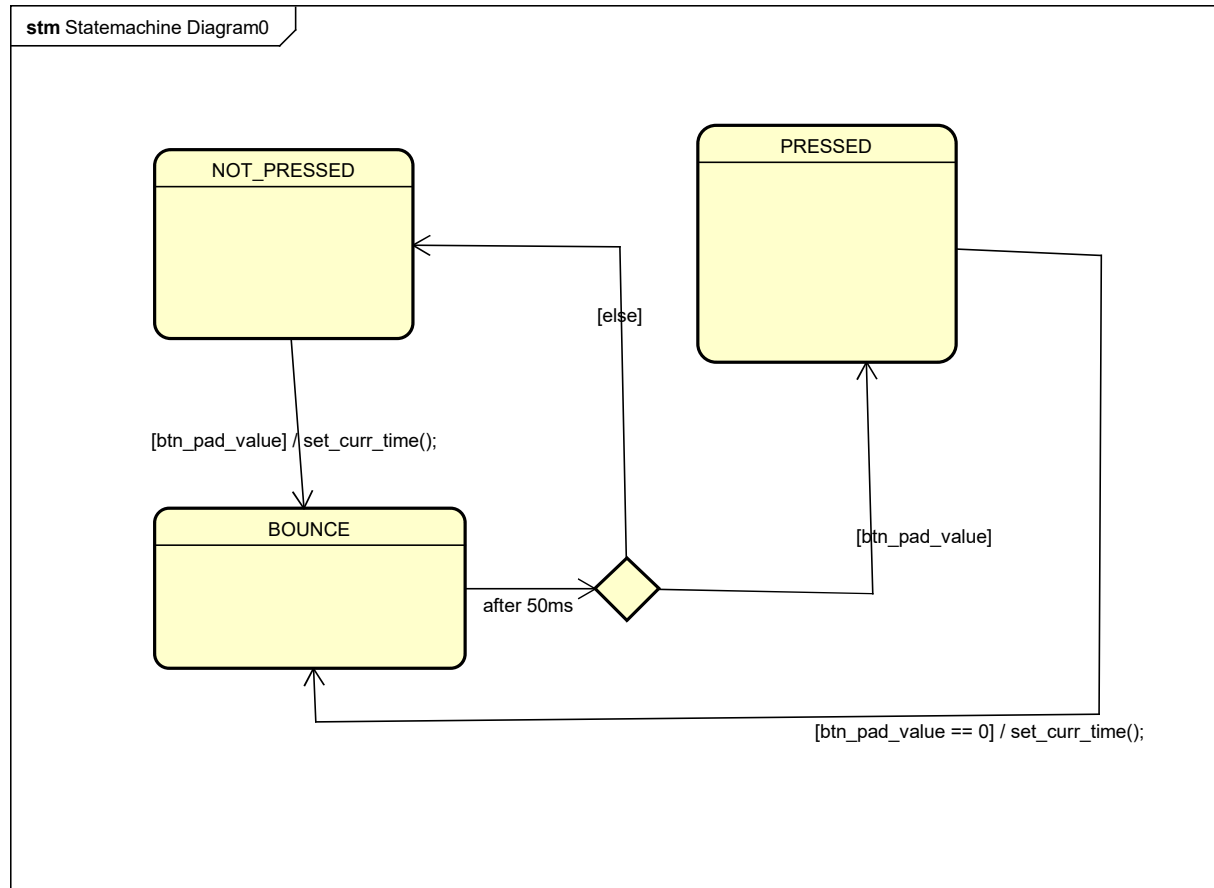 stm Statemachine Diagram0
PRESSED
NOT_PRESSED
[else]
[btn_pad_value] / set_curr_time();
BOUNCE
[btn_pad_value]
after 50ms
[btn_pad_value == 0] / set_curr_time();